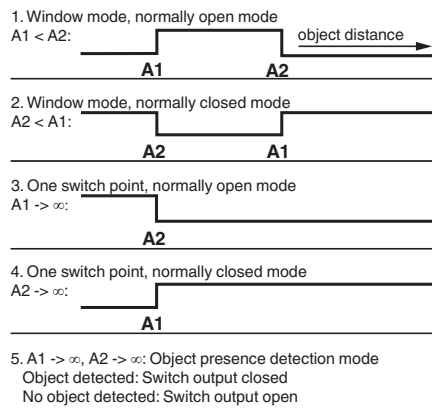 1. Window mode, normally open mode
A1 < A2:
object distance
A1 A2
2. Window mode, normally closed mode
A2 < A1:
A2 A1
3. One switch point, normally open mode
A1 -> ∞:
A2
4. One switch point, normally closed mode
A2 -> ∞:
A1
5. A1 -> ∞, A2 -> ∞: Object presence detection mode
Object detected: Switch output closed
No object detected: Switch output open